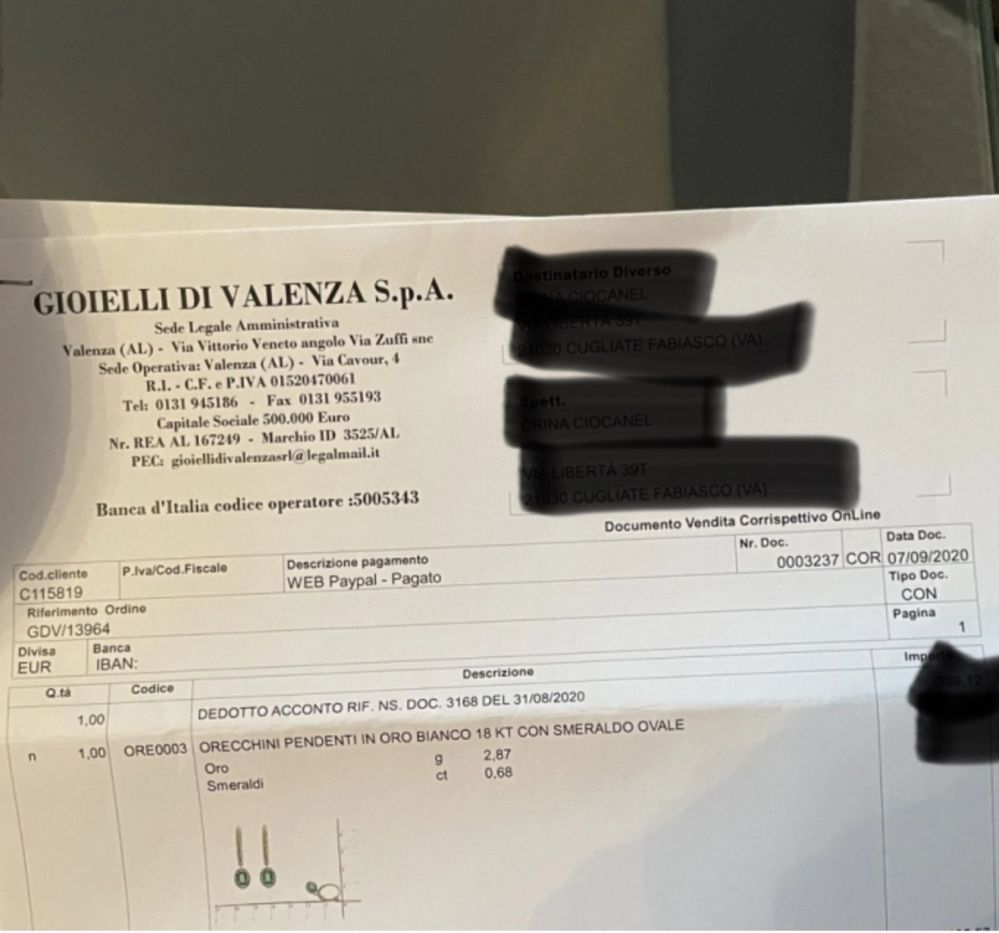 GIOIELLI DI VALENZA S.p.A.
Sede Legale Amministrativa
Valenza (AL) - Via Vittorio Veneto angolo Via Zuffi snc
Sede Operativa: Valenza (AL) - Via Cavour, 4
R.I. - C.F. e P.IVA 01520470061
Tel: 0131 945186 - Fax 0131 955193
Capitale Sociale 500.000 Euro
Nr. REA AL 167249 - Marchio ID 3525/AL
PEC: gioiellidivalenzasrl@legalmail.it
Banca d'Italia codice operatore :5005343
Documento Vendita Corrispettivo OnLine
Cod.cliente P.Iva/Cod.Fiscale Descrizione pagamento Nr. Doc. Data Doc.
C115819 WEB Paypal - Pagato 0003237 COR 07/09/2020
Riferimento Ordine Tipo Doc.
GDV/13964 CON
Divisa Banca Pagina
EUR IBAN: 1
Q.tà Codice Descrizione
1,00 DEDOTTO ACCONTO RIF. NS. DOC. 3168 DEL 31/08/2020
n 1,00 ORE0003 ORECCHINI PENDENTI IN ORO BIANCO 18 KT CON SMERALDO OVALE
Oro g 2,87
Smeraldi ct 0,68